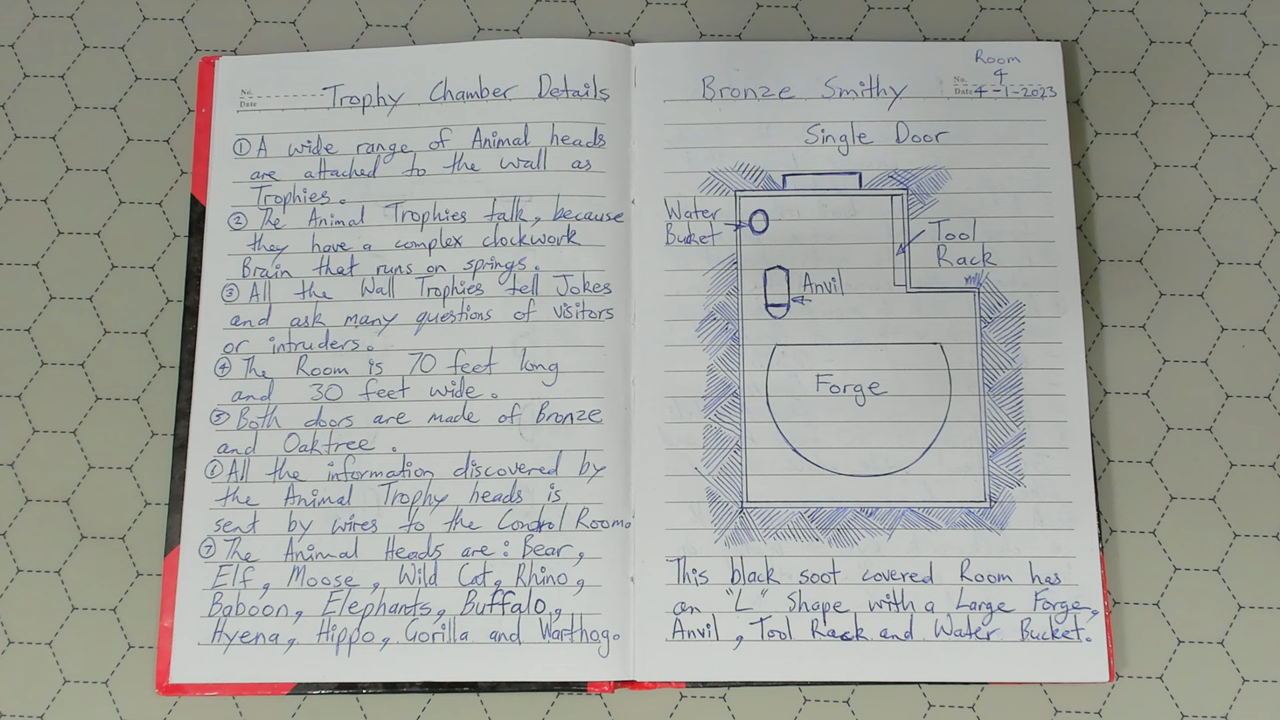 No.
Date
Trophy Chamber Details
① A wide range of Animal heads
are attached to the wall as
Trophies.
② The Animal Trophies talk, because
they have a complex clockwork
Brain that runs on springs.
③ All the Wall Trophies tell Jokes
and ask many questions of visitors
or intruders.
④ The Room is 70 feet long
and 30 feet wide.
⑤ Both doors are made of Bronze
and Oaktree.
⑥ All the information discovered by
the Animal Trophy heads is
sent by wires to the Control Room.
⑦ The Animal Heads are: Bear,
Elf, Moose, Wild Cat, Rhino,
Baboon, Elephants, Buffalo,
Hyena, Hippo, Gorilla and Warthog.
Room
No. 4
Date 4-1-2023
Bronze Smithy
Single Door
Water
Bucket
Tool
Rack
Anvil
Forge
This black soot covered Room has
an "L" Shape with a Large Forge,
Anvil, Tool Rack and Water Bucket.